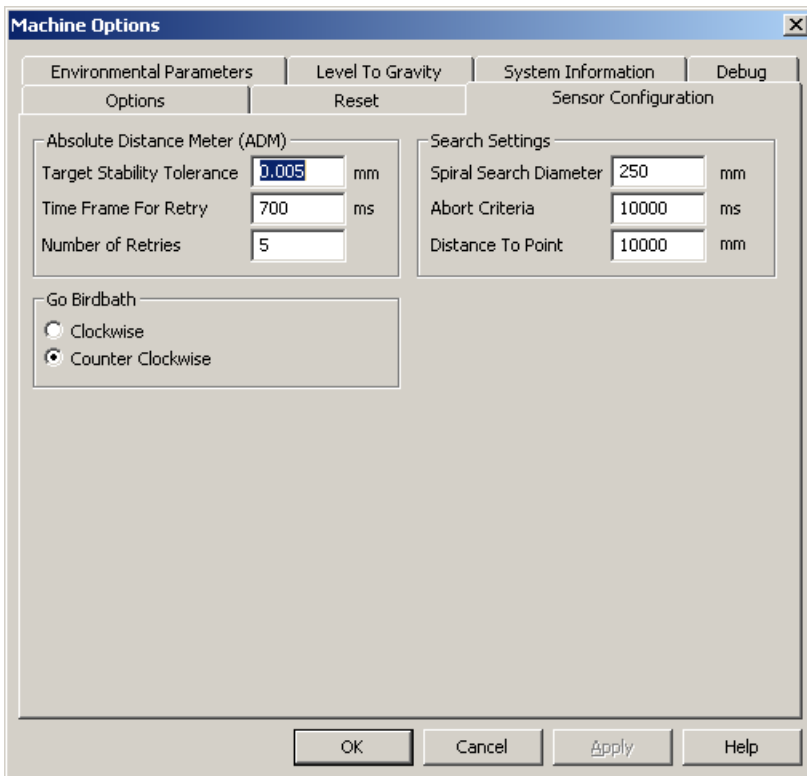 Machine Options
Environmental Parameters Level To Gravity System Information Debug
Options Reset Sensor Configuration
Absolute Distance Meter (ADM)
Target Stability Tolerance 0.005 mm
Time Frame For Retry 700 ms
Number of Retries 5
Search Settings
Spiral Search Diameter 250 mm
Abort Criteria 10000 ms
Distance To Point 10000 mm
Go Birdbath
Clockwise
Counter Clockwise
OK Cancel Apply Help